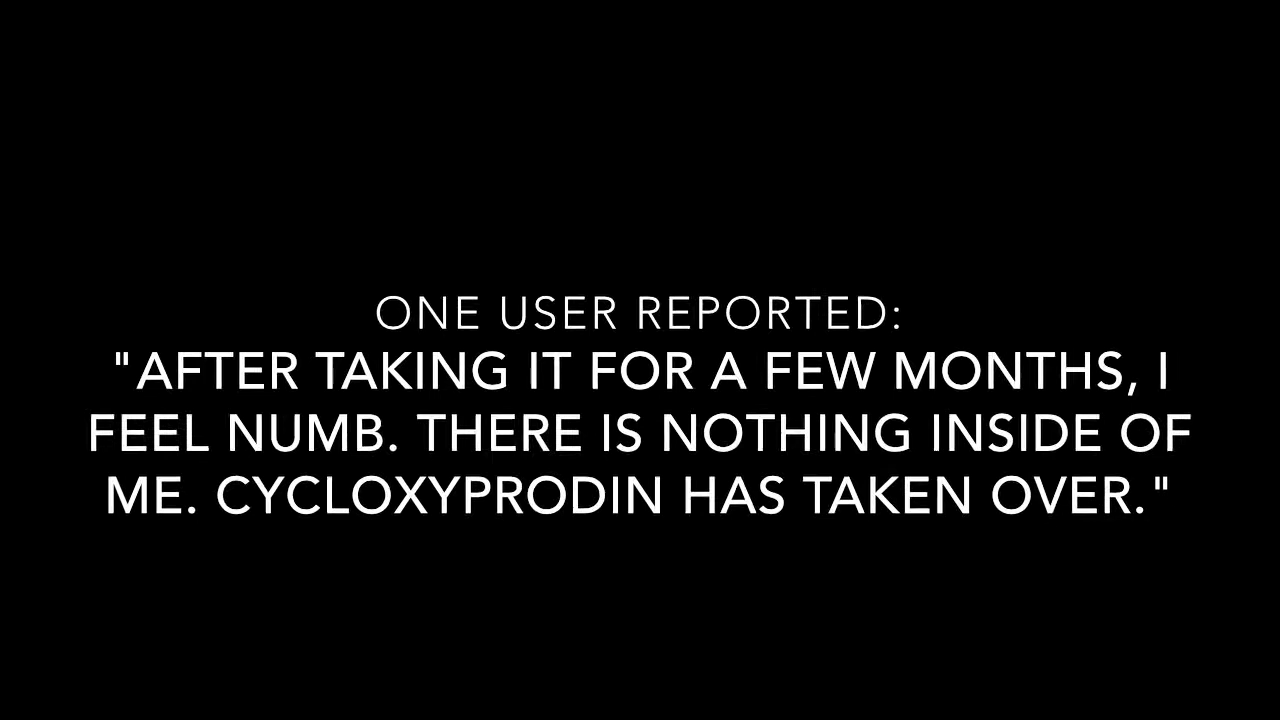 ONE USER REPORTED:
"AFTER TAKING IT FOR A FEW MONTHS, I
FEEL NUMB. THERE IS NOTHING INSIDE OF
ME. CYCLOXYPRODIN HAS TAKEN OVER."